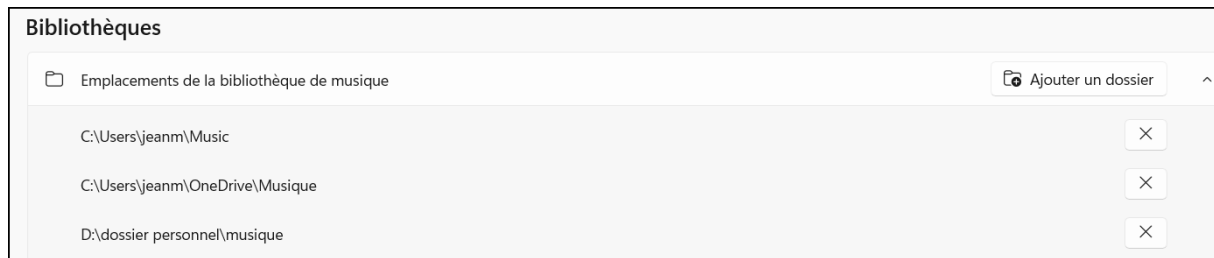 Bibliothèques
Emplacements de la bibliothèque de musique Ajouter un dossier
C:\Users\jeanm\Music
C:\Users\jeanm\OneDrive\Musique
D:\dossier personnel\musique